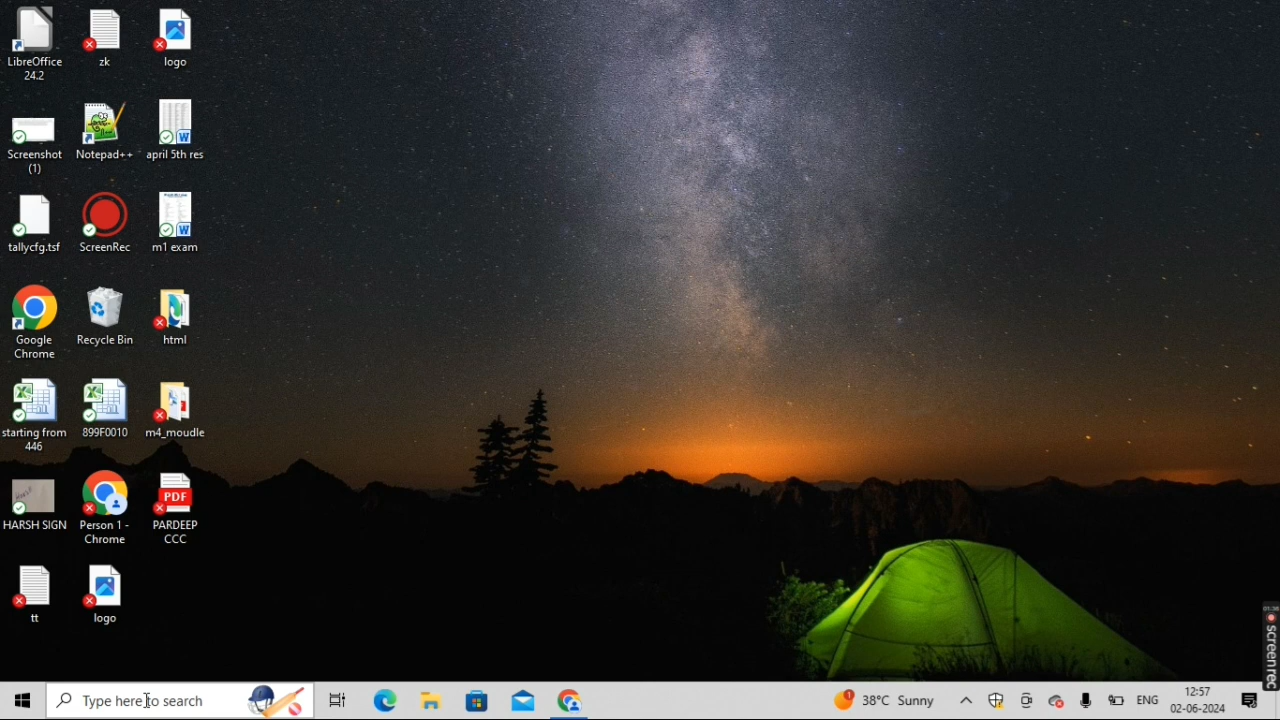 LibreOffice
24.2
zk
logo
Screenshot
(1)
Notepad++
april 5th res
tallycfg.tsf
ScreenRec
m1 exam
Google
Chrome
Recycle Bin
html
starting from
446
899F0010
m4_moudle
HARSH SIGN
Person 1 -
Chrome
PDF
PARDEEP
CCC
tt
logo
screenrec
Type here to search
38°C Sunny
ENG
2:57
02-06-2024